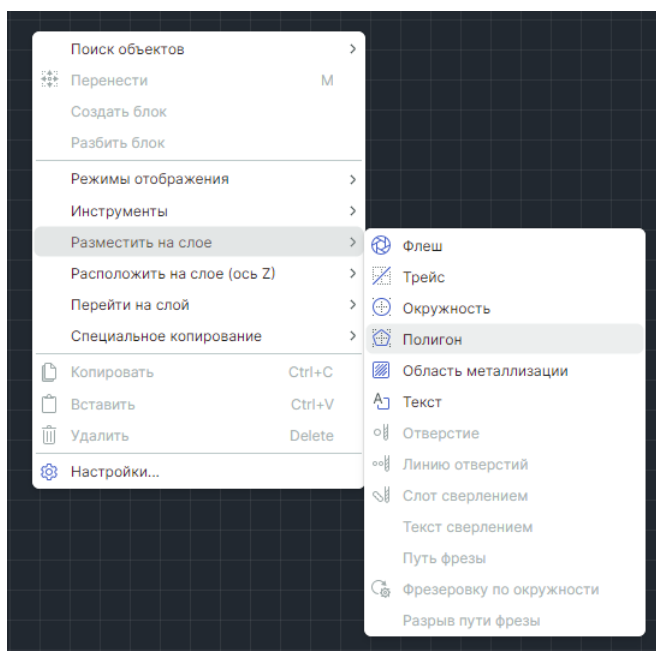 Поиск объектов
Перенести M
Создать блок
Разбить блок
Режимы отображения
Инструменты
Разместить на слое
Расположить на слое (ось Z)
Перейти на слой
Специальное копирование
Копировать Ctrl+C
Вставить Ctrl+V
Удалить Delete
Настройки...
Флеш
Трейс
Окружность
Полигон
Область металлизации
Текст
Отверстие
Линию отверстий
Слот сверлением
Текст сверлением
Путь фрезы
Фрезеровку по окружности
Разрыв пути фрезы